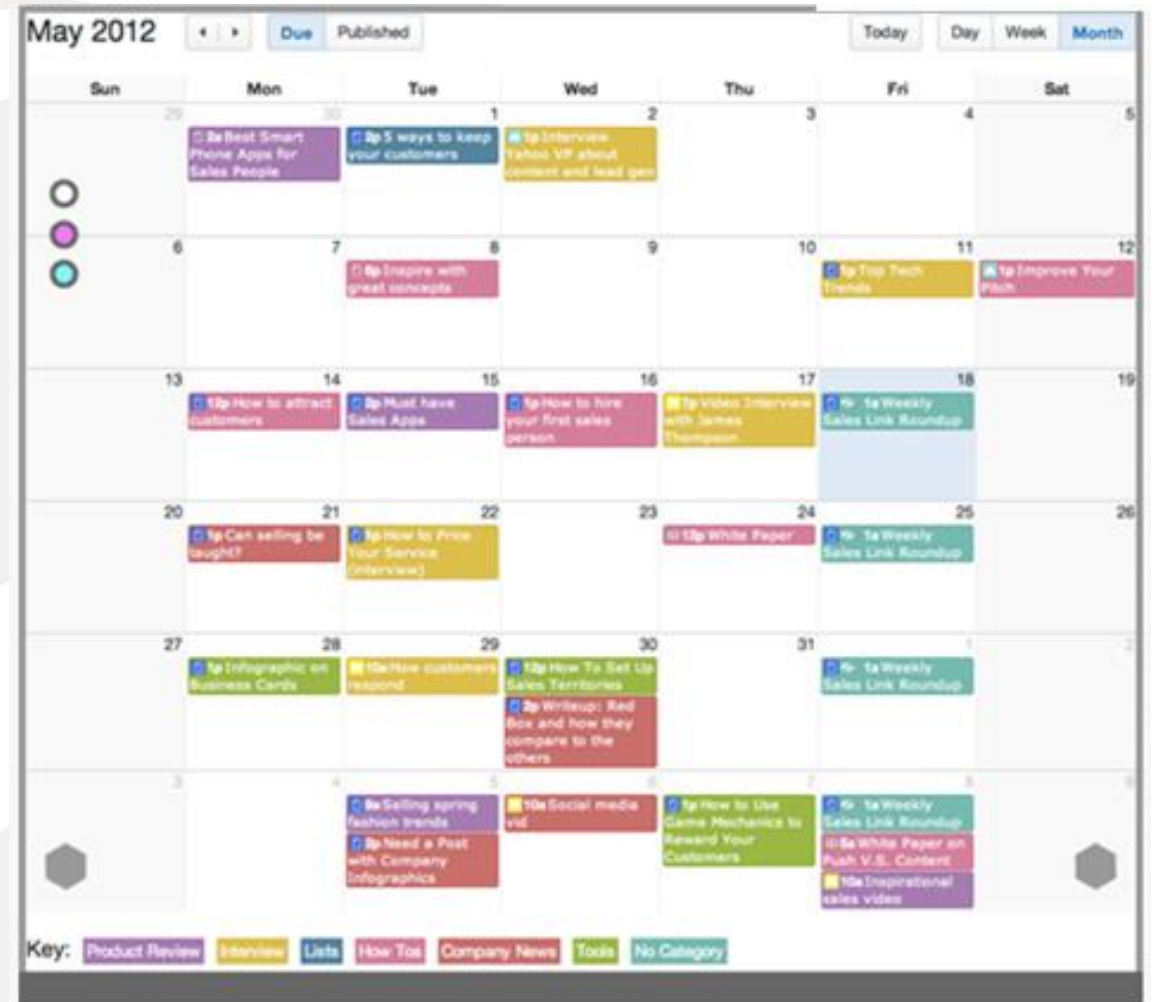 May 2012
Due
Published
Today
Day
Week
Month
Sun
Mon
Tue
Wed
Thu
Fri
Sat
29
30
1
2
3
4
5
Best Smart
Phone Apps for
Sales People
2p 5 ways to keep
your customers
1p Interview
Yahoo VP about
content and lead gen
6
7
8
9
10
11
12
Inspire with
great concepts
Top Tech
Trends
1p Improve Your
Pitch
13
14
15
16
17
18
19
12p How to attract
customers
Must have
Sales Apps
1p How to hire
your first sales
person
Video Interview
with James
Thompson
1a Weekly
Sales Link Roundup
20
21
22
23
24
25
26
1p Can selling be
taught?
1p How to Price
Your Service
(interview)
12p White Paper
1a Weekly
Sales Link Roundup
27
28
29
30
31
1
2
1p Infographic on
Business Cards
10a How customers
respond
12p How To Set Up
Sales Territories
2p Writeup: Red
Box and how they
compare to the
others
1a Weekly
Sales Link Roundup
3
4
5
6
7
8
9
Selling spring
fashion trends
Need a Post
with Company
Infographics
10a Social media
vid
1p How to Use
Game Mechanics to
Reward Your
Customers
1a Weekly
Sales Link Roundup
White Paper on
Push V.S. Content
10a Inspirational
sales video
Key: Product Review Interview Lists How Tos Company News Tools No Category